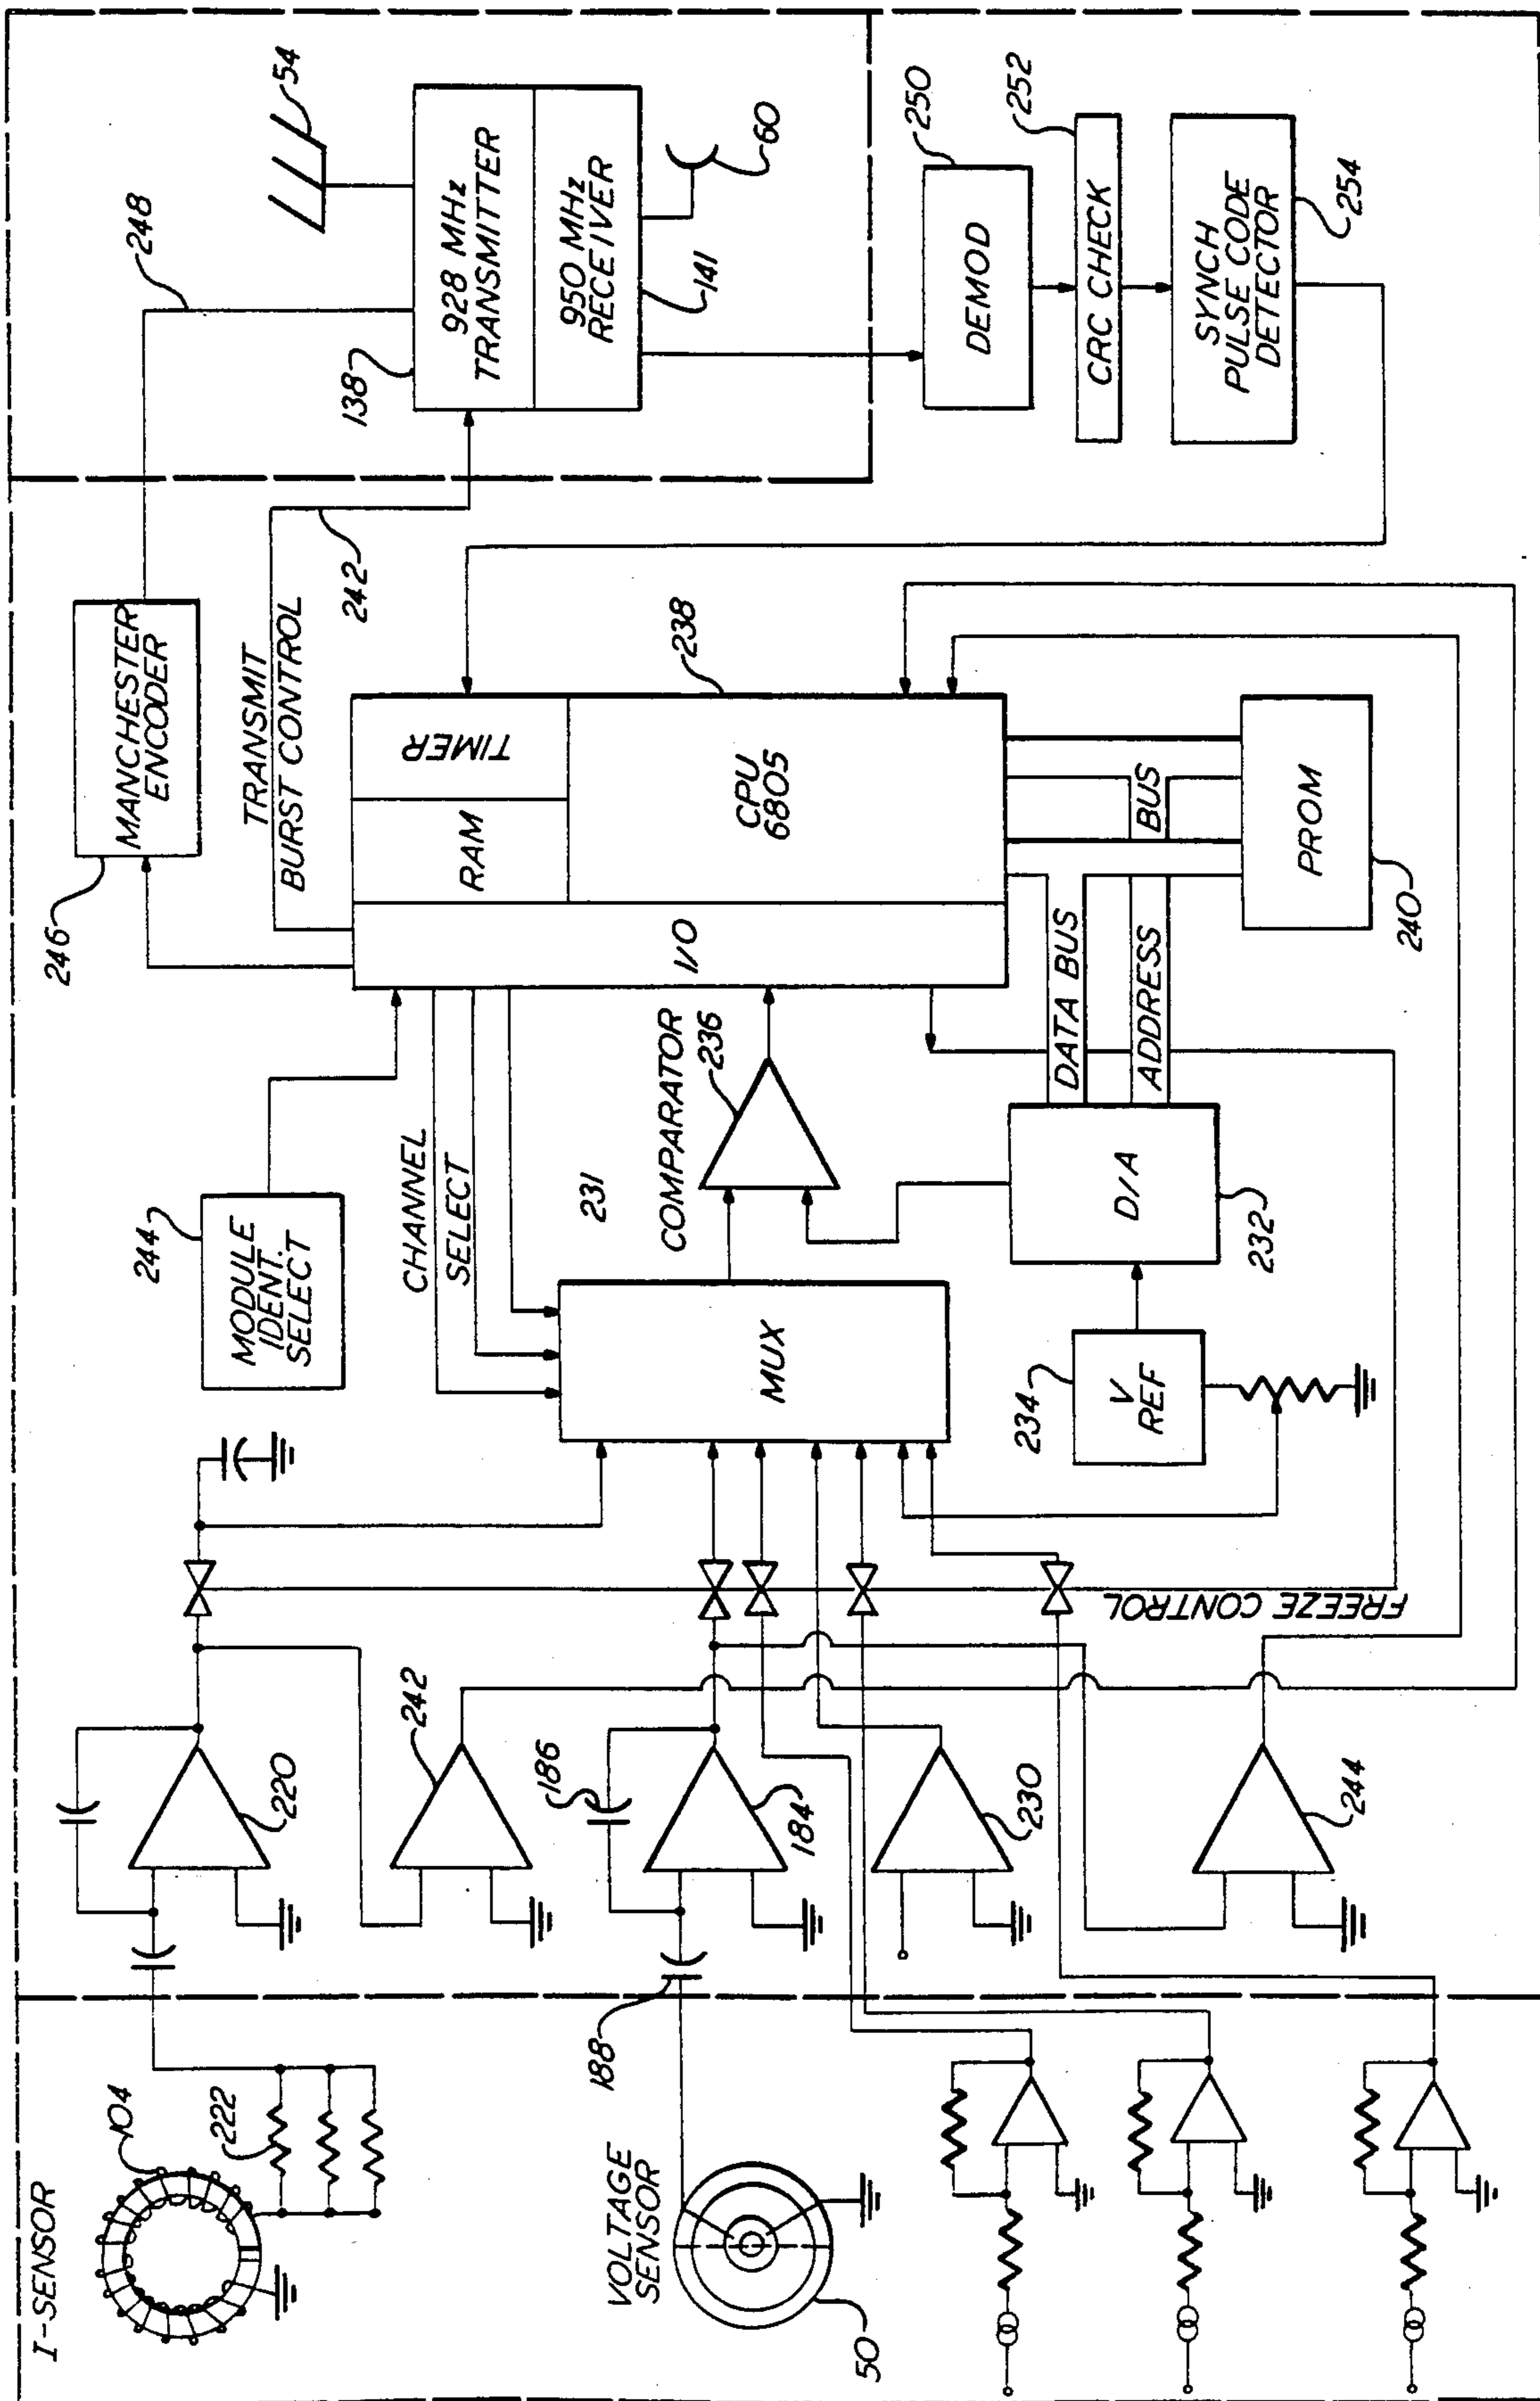 I-SENSOR
104
222
VOLTAGE
SENSOR
50
188
220
242
186
184
230
244
FREEZE CONTROL
244
MODULE
IDENT.
SELECT
CHANNEL
SELECT
231
MUX
COMPARATOR
236
234
V
REF
D/A
232
DATA BUS
ADDRESS
BUS
I/O
RAM
TIMER
CPU
6805
238
PROM
240
246
MANCHESTER
ENCODER
TRANSMIT
BURST CONTROL
242
248
54
138
928 MHz
TRANSMITTER
950 MHz
RECEIVER
141
60
250
DEMOD
252
CRC CHECK
SYNCH
PULSE CODE
DETECTOR
254